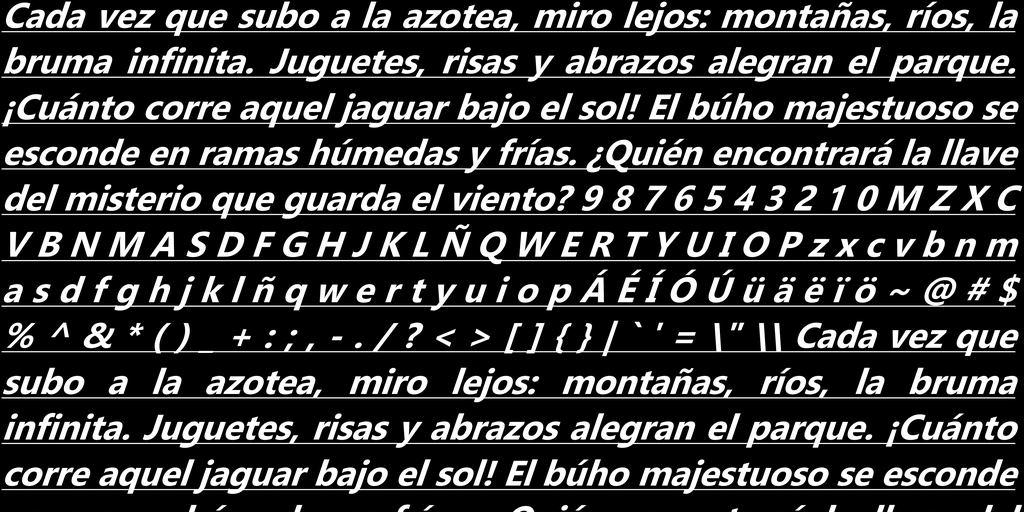 Cada vez que subo a la azotea, miro lejos: montañas, ríos, la
bruma infinita. Juguetes, risas y abrazos alegran el parque.
¡Cuánto corre aquel jaguar bajo el sol! El búho majestuoso se
esconde en ramas húmedas y frías. ¿Quién encontrará la llave
del misterio que guarda el viento? 9 8 7 6 5 4 3 2 1 0 M Z X C
V B N M A S D F G H J K L Ñ Q W E R T Y U I O P z x c v b n m
a s d f g h j k l ñ q w e r t y u i o p Á É Í Ó Ú ü ä ë ï ö ~ @ # $
% ^ & * ( ) _ + : ; , - . / ? < > [ ] { } | ` ' = \" \\ Cada vez que
subo a la azotea, miro lejos: montañas, ríos, la bruma
infinita. Juguetes, risas y abrazos alegran el parque. ¡Cuánto
corre aquel jaguar bajo el sol! El búho majestuoso se esconde